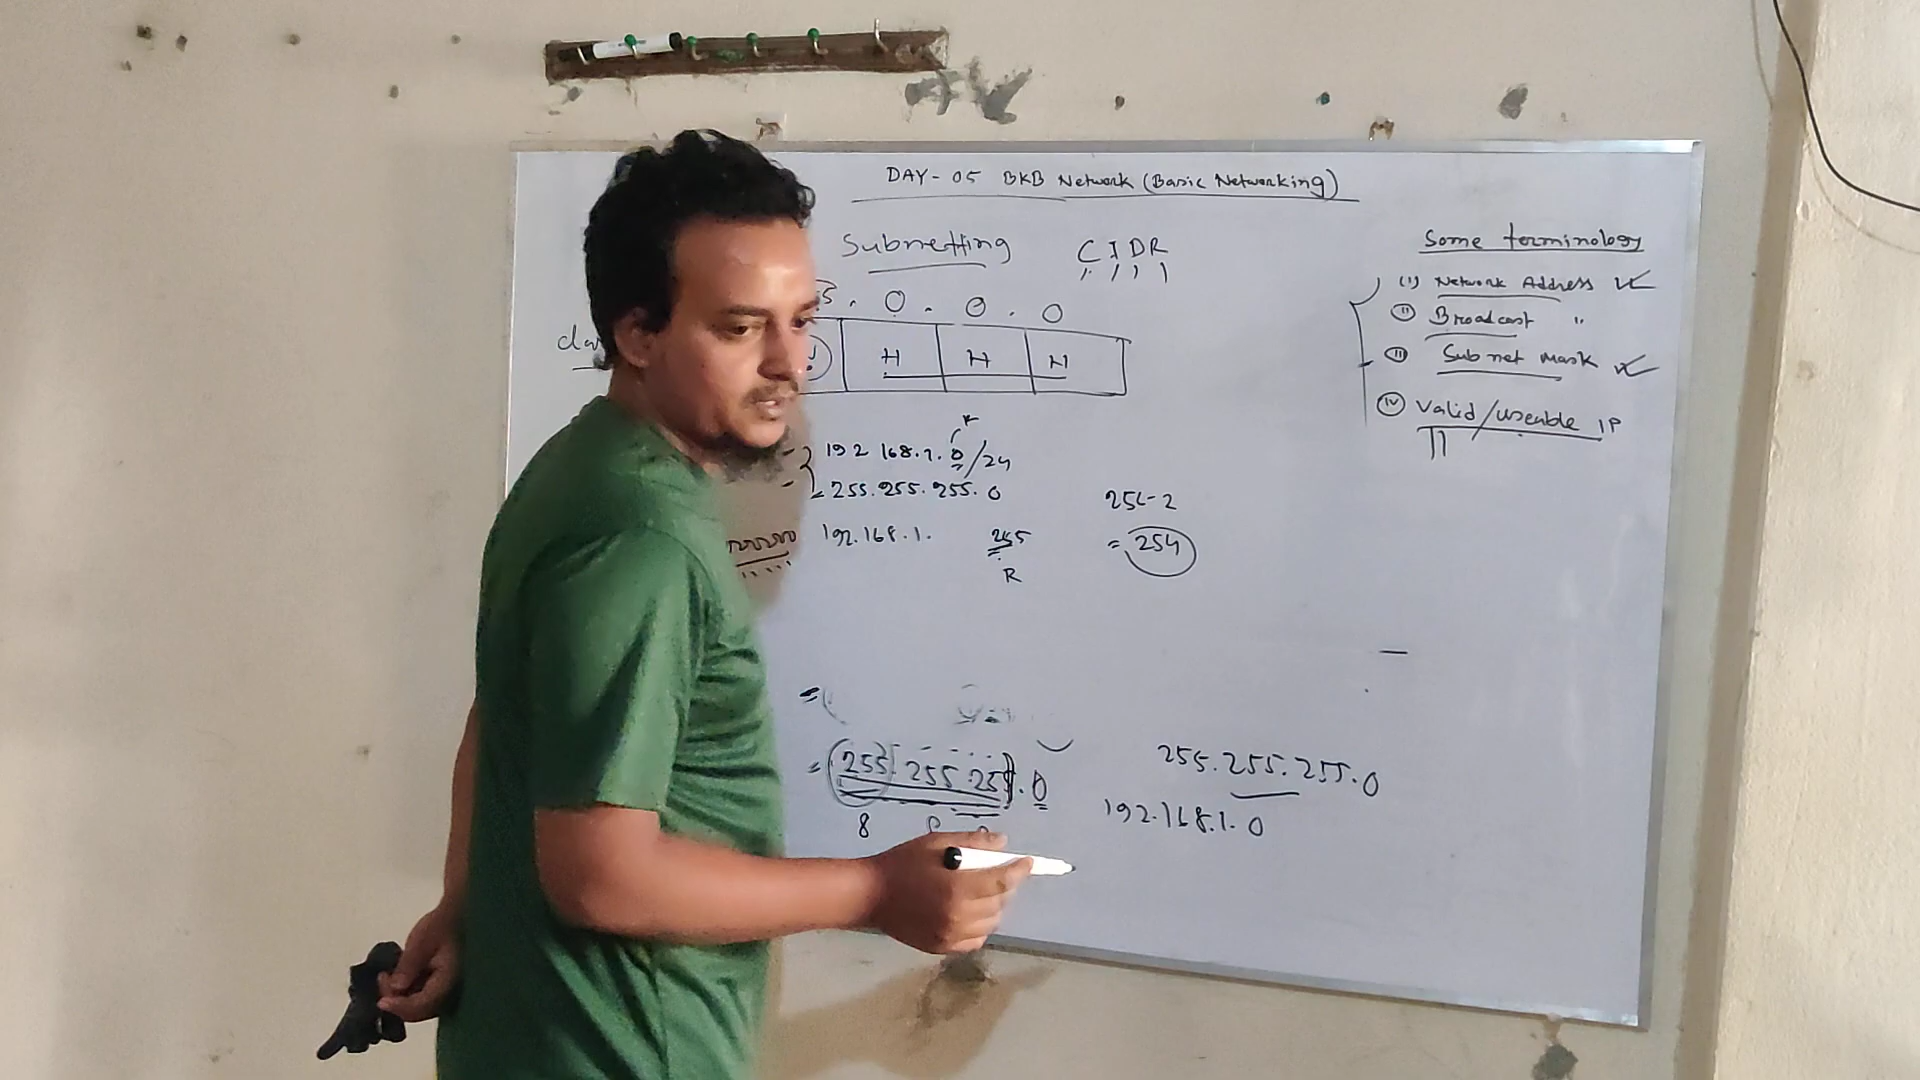 DAY - 05 BKB Network (Basic Networking)
Subnetting CIDR
. 0 . 0 . 0
H H H
192 168.1.0/24
= 255.255.255.0
192.168.1. 255
R
256-2
= 254
Some terminology
(i) Network Address
(ii) Broadcast "
(iii) Subnet Mask
(iv) Valid/useable IP
= 255 255 255.0
8
255.255.255.0
192.168.1.0